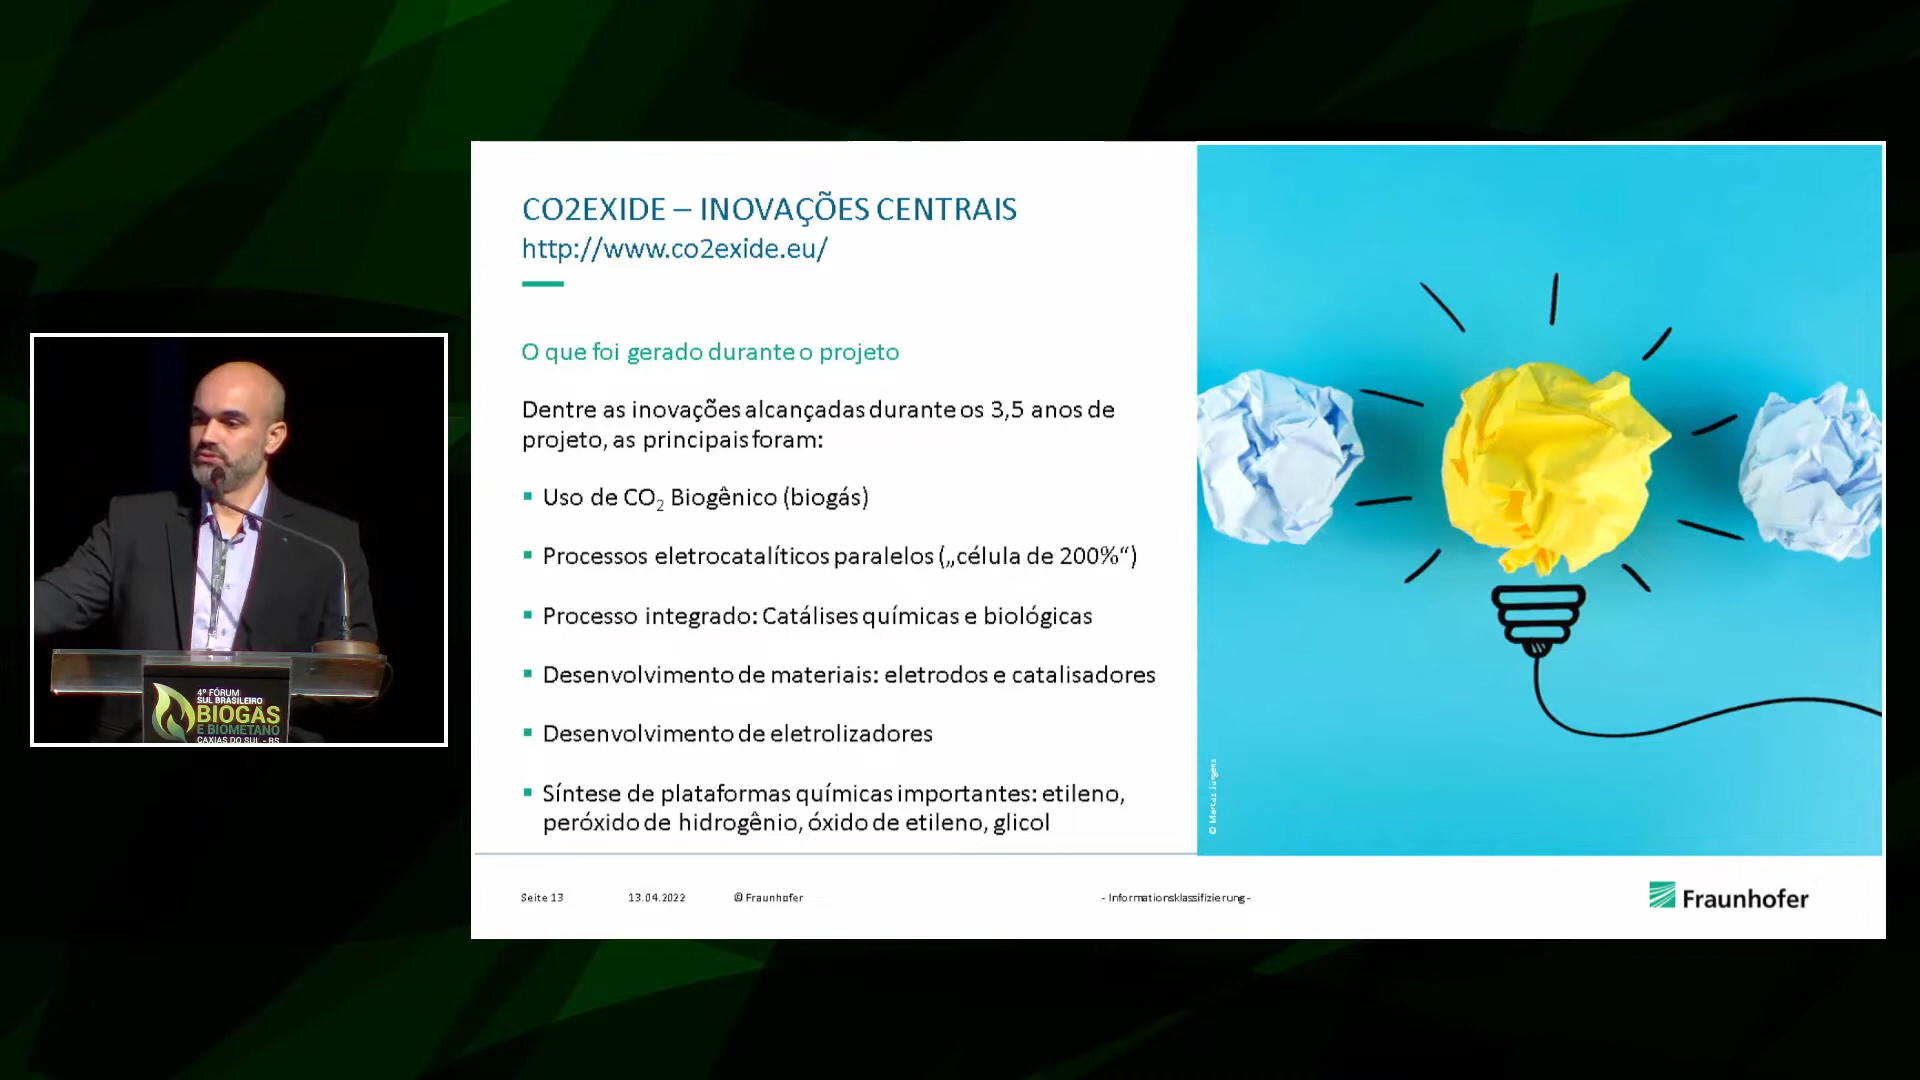 CO2EXIDE – INOVAÇÕES CENTRAIS
http://www.co2exide.eu/
O que foi gerado durante o projeto
Dentre as inovações alcançadas durante os 3,5 anos de
projeto, as principais foram:
▪ Uso de CO₂ Biogênico (biogás)
▪ Processos eletrocatalíticos paralelos („célula de 200%“)
▪ Processo integrado: Catálises químicas e biológicas
▪ Desenvolvimento de materiais: eletrodos e catalisadores
▪ Desenvolvimento de eletrolizadores
▪ Síntese de plataformas químicas importantes: etileno,
peróxido de hidrogênio, óxido de etileno, glicol
© Marcus Jürgens
Seite 13
13.04.2022
© Fraunhofer
- Informationsklassifizierung -
Fraunhofer
4º FÓRUM
SUL BRASILEIRO
BIOGÁS
E BIOMETANO
CAXIAS DO SUL - RS